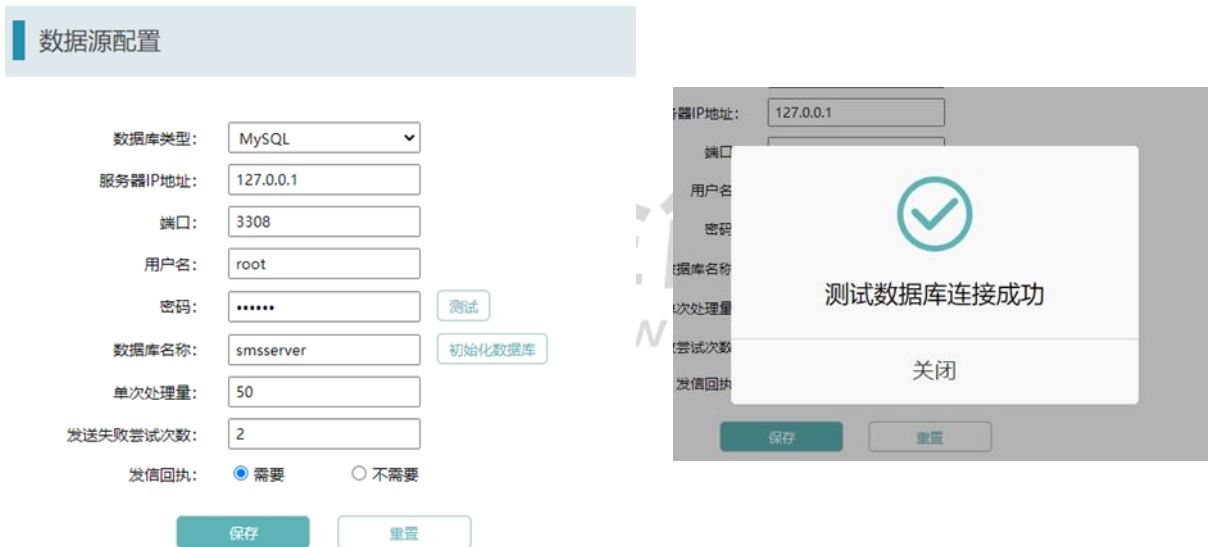 数据源配置
数据库类型： MySQL
服务器IP地址： 127.0.0.1
端口： 3308
用户名： root
密码： •••••• 测试
数据库名称： smsserver 初始化数据库
单次处理量： 50
发送失败尝试次数： 2
发信回执： 需要 不需要
保存 重置
器IP地址： 127.0.0.1
端口
用户名
密码
据库名称
次处理量
尝试次数
发信回执
测试数据库连接成功
关闭
保存 重置